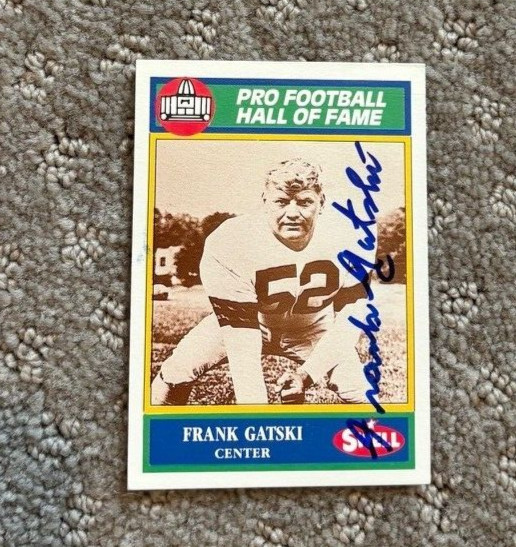 PRO FOOTBALL
HALL OF FAME
52
Frank Gatski
FRANK GATSKI
CENTER